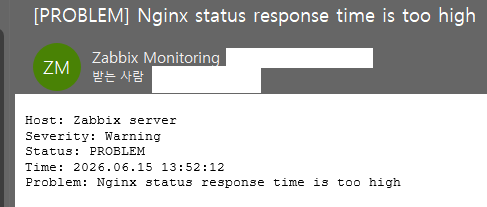 [PROBLEM] Nginx status response time is too high
ZM
Zabbix Monitoring
받는 사람
Host: Zabbix server
Severity: Warning
Status: PROBLEM
Time: 2026.06.15 13:52:12
Problem: Nginx status response time is too high